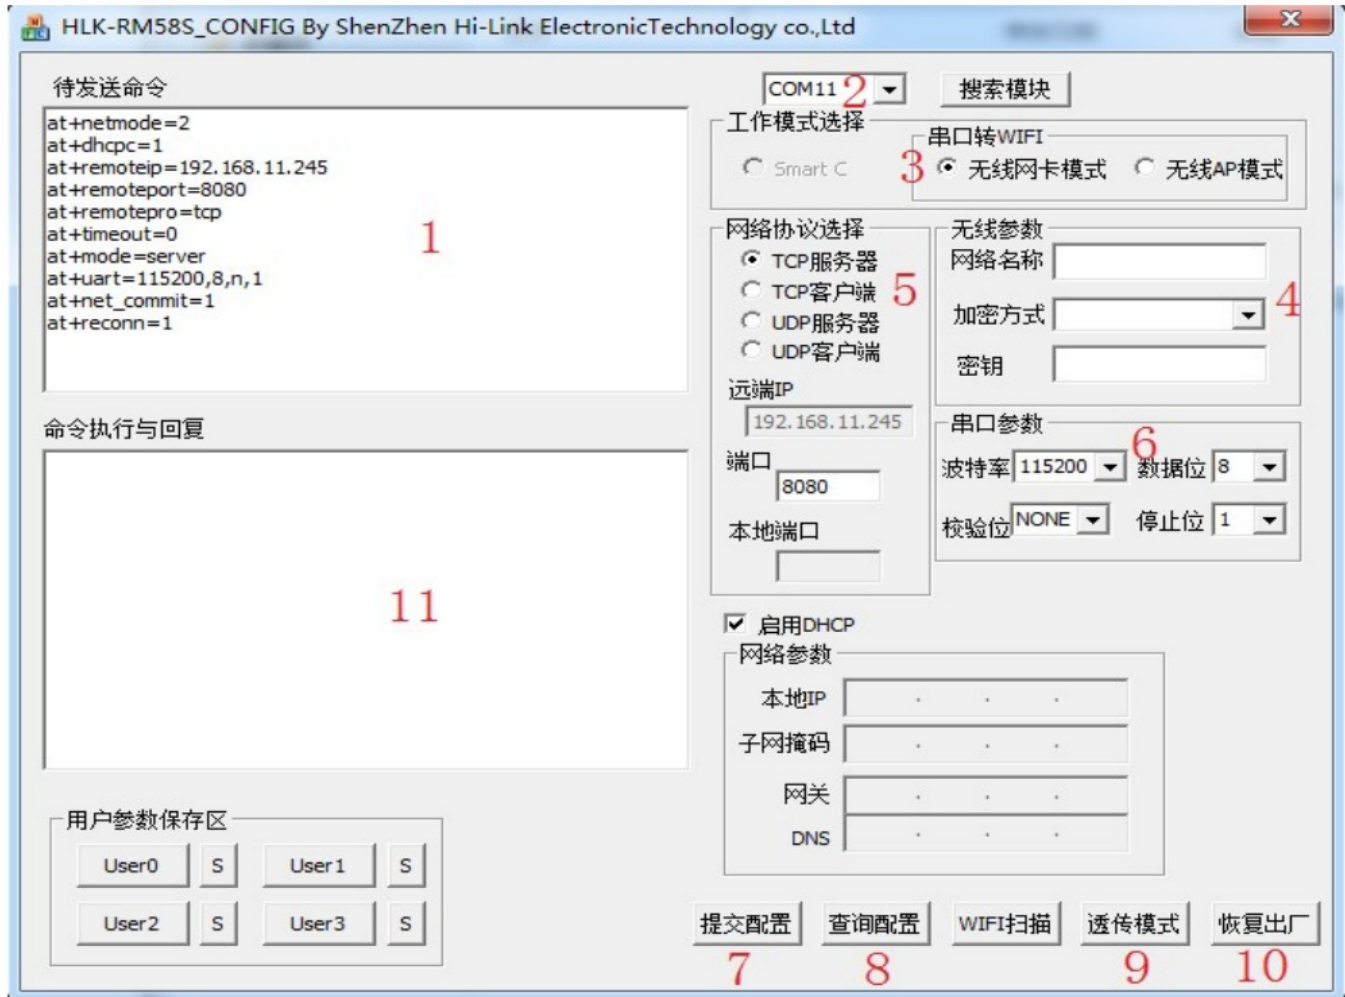 HLK-RM58S_CONFIG By ShenZhen Hi-Link ElectronicTechnology co.,Ltd
待发送命令
at+netmode=2
at+dhcpc=1
at+remoteip=192.168.11.245
at+remoteport=8080
at+remotepro=tcp
at+timeout=0
at+mode=server
at+uart=115200,8,n,1
at+net_commit=1
at+reconn=1
1
命令执行与回复
11
用户参数保存区
User0 S User1 S
User2 S User3 S
COM11 2 搜索模块
工作模式选择
Smart C
串口转WIFI
3 无线网卡模式 无线AP模式
网络协议选择
TCP服务器
TCP客户端
UDP服务器
UDP客户端
5
远端IP
192.168.11.245
端口
8080
本地端口
无线参数
网络名称
加密方式
密钥
4
串口参数
6
波特率 115200 数据位 8
校验位 NONE 停止位 1
启用DHCP
网络参数
本地IP . . .
子网掩码 . . .
网关 . . .
DNS . . .
提交配置 查询配置 WIFI扫描 透传模式 恢复出厂
7 8 9 10